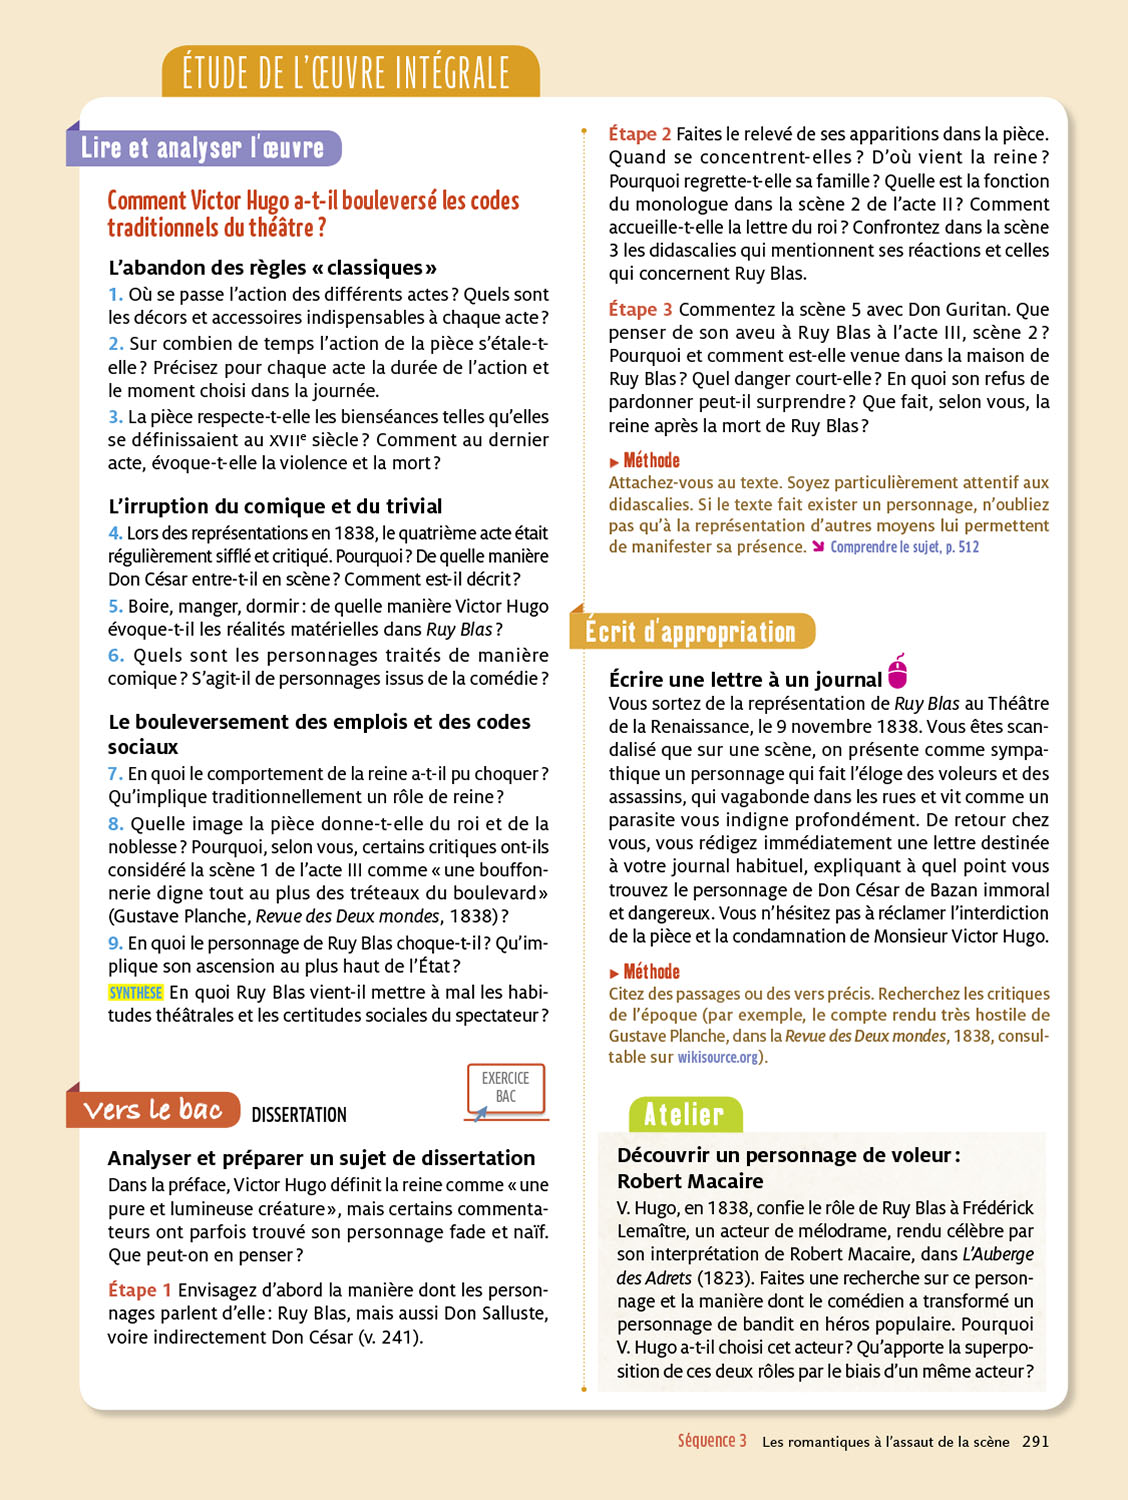 ÉTUDE DE L'ŒUVRE INTÉGRALE
Lire et analyser l'œuvre
Comment Victor Hugo a-t-il bouleversé les codes
traditionnels du théâtre ?
L'abandon des règles « classiques »
1. Où se passe l'action des différents actes ? Quels sont
les décors et accessoires indispensables à chaque acte ?
2. Sur combien de temps l'action de la pièce s'étale-t-
elle ? Précisez pour chaque acte la durée de l'action et
le moment choisi dans la journée.
3. La pièce respecte-t-elle les bienséances telles qu'elles
se définissaient au XVIIe siècle ? Comment au dernier
acte, évoque-t-elle la violence et la mort ?
L'irruption du comique et du trivial
4. Lors des représentations en 1838, le quatrième acte était
régulièrement sifflé et critiqué. Pourquoi ? De quelle manière
Don César entre-t-il en scène ? Comment est-il décrit ?
5. Boire, manger, dormir : de quelle manière Victor Hugo
évoque-t-il les réalités matérielles dans Ruy Blas ?
6. Quels sont les personnages traités de manière
comique ? S'agit-il de personnages issus de la comédie ?
Le bouleversement des emplois et des codes
sociaux
7. En quoi le comportement de la reine a-t-il pu choquer ?
Qu'implique traditionnellement un rôle de reine ?
8. Quelle image la pièce donne-t-elle du roi et de la
noblesse ? Pourquoi, selon vous, certains critiques ont-ils
considéré la scène 1 de l'acte III comme « une bouffon-
nerie digne tout au plus des tréteaux du boulevard »
(Gustave Planche, Revue des Deux mondes, 1838) ?
9. En quoi le personnage de Ruy Blas choque-t-il ? Qu'im-
plique son ascension au plus haut de l'État ?
SYNTHÈSE En quoi Ruy Blas vient-il mettre à mal les habi-
tudes théâtrales et les certitudes sociales du spectateur ?
EXERCICE
BAC
Vers le bac DISSERTATION
Analyser et préparer un sujet de dissertation
Dans la préface, Victor Hugo définit la reine comme « une
pure et lumineuse créature », mais certains commenta-
teurs ont parfois trouvé son personnage fade et naïf.
Que peut-on en penser ?
Étape 1 Envisagez d'abord la manière dont les person-
nages parlent d'elle : Ruy Blas, mais aussi Don Salluste,
voire indirectement Don César (v. 241).
Étape 2 Faites le relevé de ses apparitions dans la pièce.
Quand se concentrent-elles ? D'où vient la reine ?
Pourquoi regrette-t-elle sa famille ? Quelle est la fonction
du monologue dans la scène 2 de l'acte II ? Comment
accueille-t-elle la lettre du roi ? Confrontez dans la scène
3 les didascalies qui mentionnent ses réactions et celles
qui concernent Ruy Blas.
Étape 3 Commentez la scène 5 avec Don Guritan. Que
penser de son aveu à Ruy Blas à l'acte III, scène 2 ?
Pourquoi et comment est-elle venue dans la maison de
Ruy Blas ? Quel danger court-elle ? En quoi son refus de
pardonner peut-il surprendre ? Que fait, selon vous, la
reine après la mort de Ruy Blas ?
▸ Méthode
Attachez-vous au texte. Soyez particulièrement attentif aux
didascalies. Si le texte fait exister un personnage, n'oubliez
pas qu'à la représentation d'autres moyens lui permettent
de manifester sa présence. ➘ Comprendre le sujet, p. 512
Écrit d'appropriation
Écrire une lettre à un journal
Vous sortez de la représentation de Ruy Blas au Théâtre
de la Renaissance, le 9 novembre 1838. Vous êtes scan-
dalisé que sur une scène, on présente comme sympa-
thique un personnage qui fait l'éloge des voleurs et des
assassins, qui vagabonde dans les rues et vit comme un
parasite vous indigne profondément. De retour chez
vous, vous rédigez immédiatement une lettre destinée
à votre journal habituel, expliquant à quel point vous
trouvez le personnage de Don César de Bazan immoral
et dangereux. Vous n'hésitez pas à réclamer l'interdiction
de la pièce et la condamnation de Monsieur Victor Hugo.
▸ Méthode
Citez des passages ou des vers précis. Recherchez les critiques
de l'époque (par exemple, le compte rendu très hostile de
Gustave Planche, dans la Revue des Deux mondes, 1838, consul-
table sur wikisource.org).
Atelier
Découvrir un personnage de voleur :
Robert Macaire
V. Hugo, en 1838, confie le rôle de Ruy Blas à Frédérick
Lemaître, un acteur de mélodrame, rendu célèbre par
son interprétation de Robert Macaire, dans L'Auberge
des Adrets (1823). Faites une recherche sur ce person-
nage et la manière dont le comédien a transformé un
personnage de bandit en héros populaire. Pourquoi
V. Hugo a-t-il choisi cet acteur ? Qu'apporte la superpo-
sition de ces deux rôles par le biais d'un même acteur ?
Séquence 3 Les romantiques à l'assaut de la scène 291